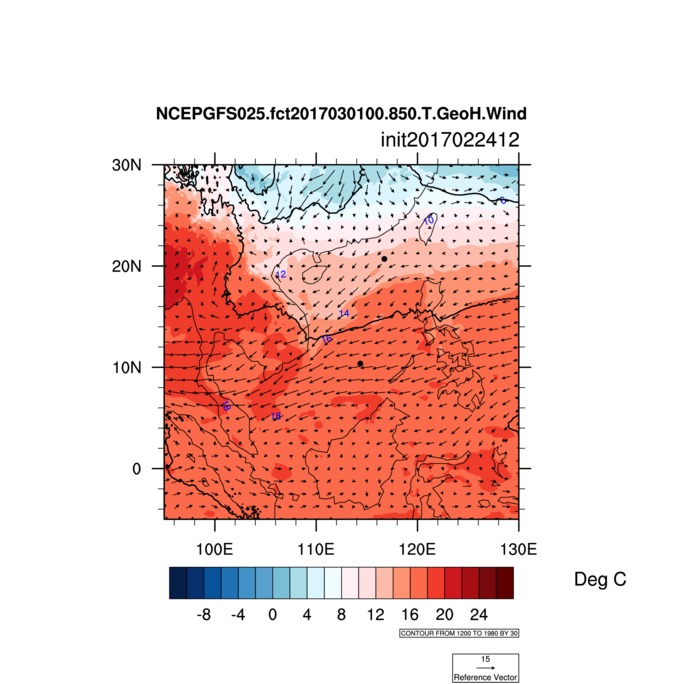 NCEPGFS025.fct2017030100.850.T.GeoH.Wind
init2017022412
30N
6
10
20N
12
14
16
10N
18
18
0
100E 110E 120E 130E
Deg C
-8 -4 0 4 8 12 16 20 24
CONTOUR FROM 1200 TO 1980 BY 30
15
Reference Vector